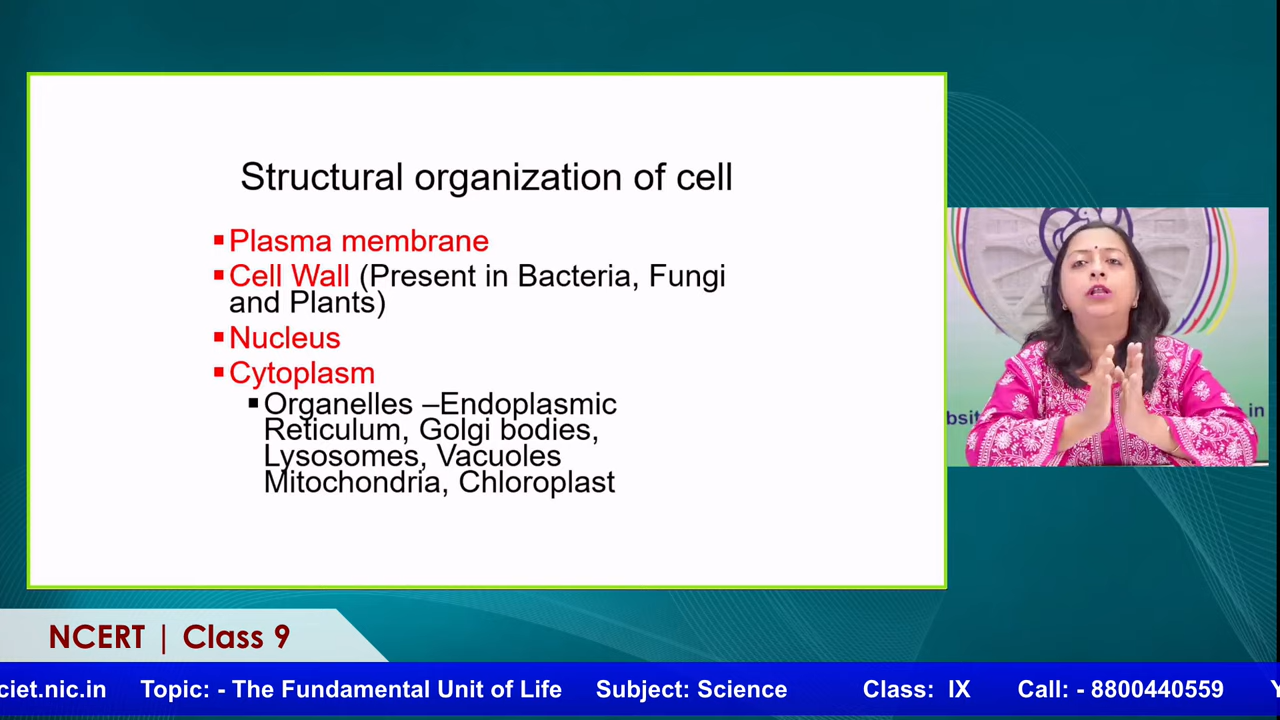 Structural organization of cell
▪Plasma membrane
▪Cell Wall (Present in Bacteria, Fungi
and Plants)
▪Nucleus
▪Cytoplasm
▪Organelles –Endoplasmic
Reticulum, Golgi bodies,
Lysosomes, Vacuoles
Mitochondria, Chloroplast
bsit
.in
NCERT | Class 9
ciet.nic.in Topic: - The Fundamental Unit of Life Subject: Science Class: IX Call: - 8800440559